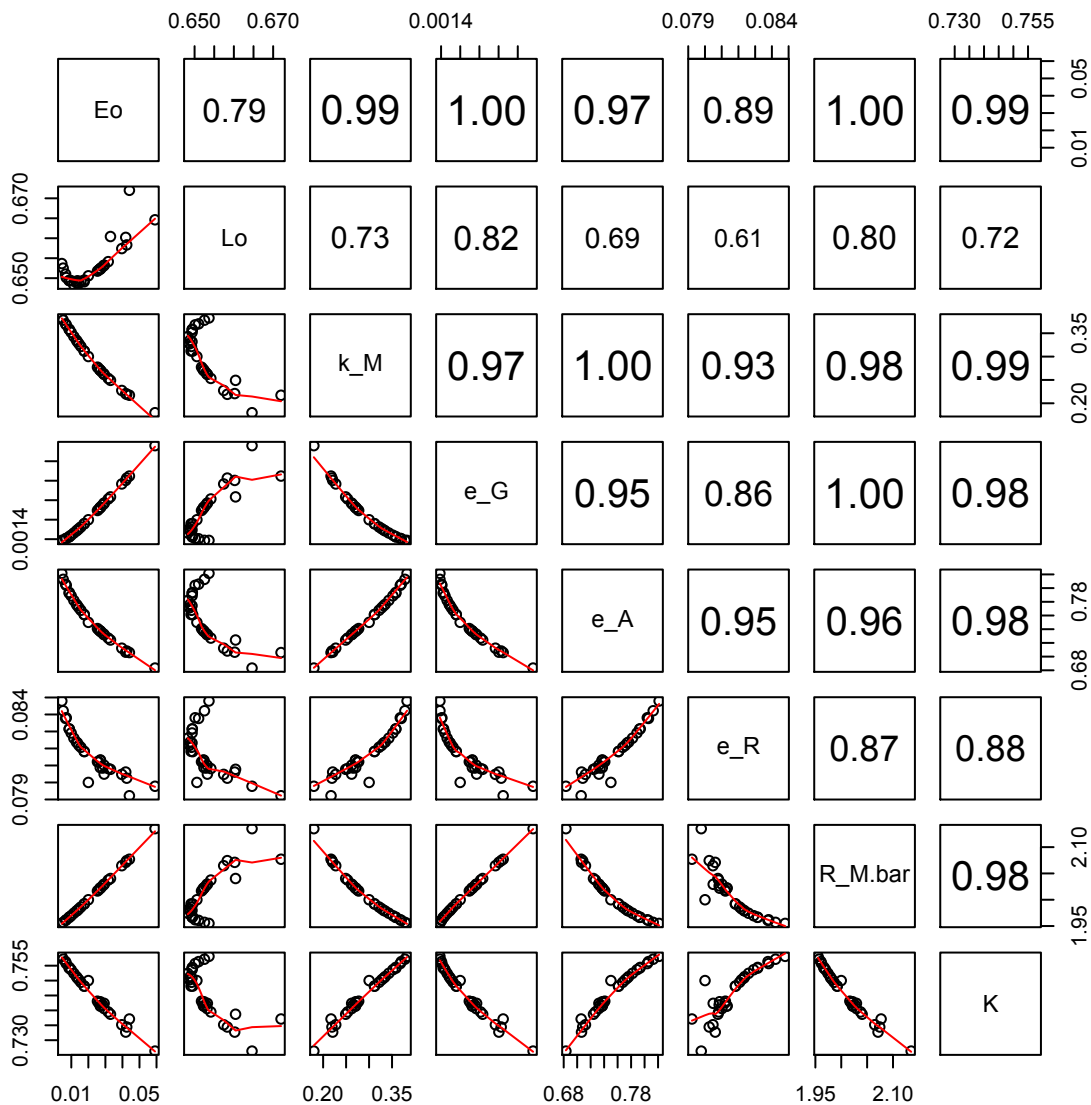 0.650 0.670 0.0014 0.079 0.084 0.730 0.755
Eo 0.79 0.99 1.00 0.97 0.89 1.00 0.99 0.01 0.05
0.650 0.670 Lo 0.73 0.82 0.69 0.61 0.80 0.72
k_M 0.97 1.00 0.93 0.98 0.99 0.20 0.35
0.0014 e_G 0.95 0.86 1.00 0.98
e_A 0.95 0.96 0.98 0.68 0.78
0.079 0.084 e_R 0.87 0.88
R_M.bar 0.98 1.95 2.10
0.730 0.755 K
0.01 0.05 0.20 0.35 0.68 0.78 1.95 2.10